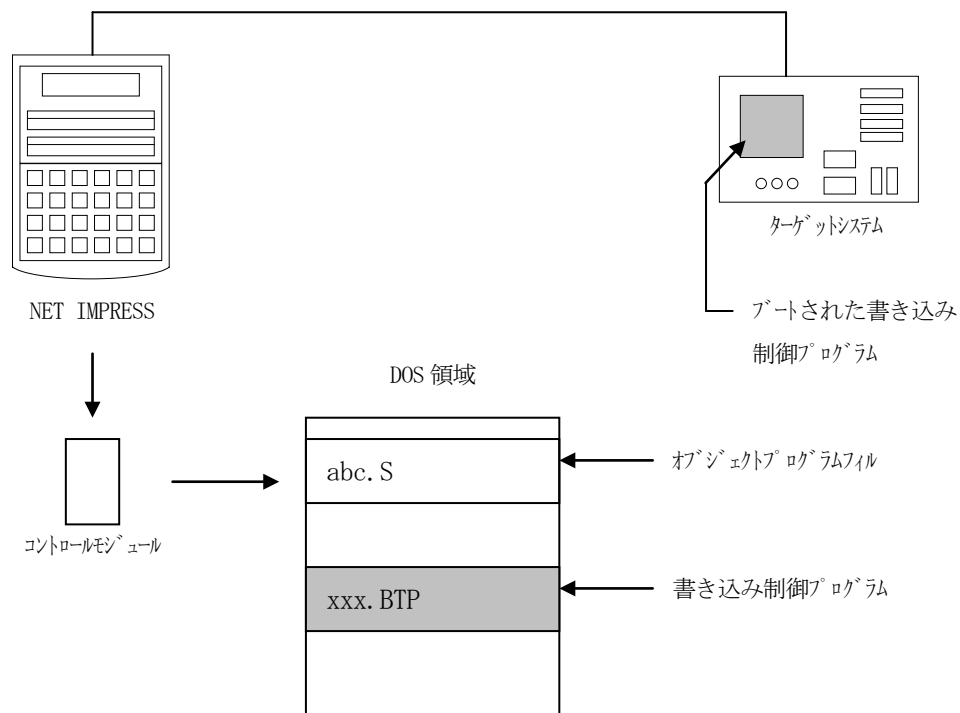 ターゲットシステム
NET IMPRESS
ブートされた書き込み
制御プログラム
DOS 領域
abc.S
オブジェクトプログラムフィル
コントロールモジュール
xxx.BTP
書き込み制御プログラム